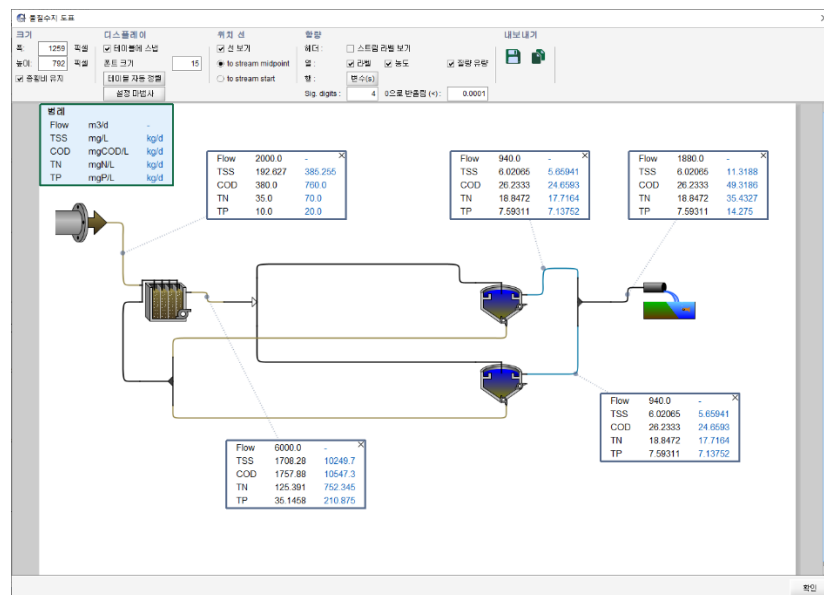 물질수지 도표
크기
폭: 1259 픽셀
높이: 792 픽셀
종횡비 유지
디스플레이
테이블에 스냅
폰트 크기 15
테이블 자동 정렬
설정 마법사
위치 선
선 보기
to stream midpoint
to stream start
함량
헤더: 스트림 라벨 보기
열: 라벨 농도 질량 유량
행: 변수(s)
Sig. digits: 4 0으로 반올림 (<): 0.0001
내보내기
범례
Flow m3/d -
TSS mg/L kg/d
COD mgCOD/L kg/d
TN mgN/L kg/d
TP mgP/L kg/d
Flow 2000.0 -
TSS 192.627 385.255
COD 380.0 760.0
TN 35.0 70.0
TP 10.0 20.0
Flow 940.0 -
TSS 6.02065 5.65941
COD 26.2333 24.6593
TN 18.8472 17.7164
TP 7.59311 7.13752
Flow 1880.0 -
TSS 6.02065 11.3188
COD 26.2333 49.3186
TN 18.8472 35.4327
TP 7.59311 14.275
Flow 940.0 -
TSS 6.02065 5.65941
COD 26.2333 24.6593
TN 18.8472 17.7164
TP 7.59311 7.13752
Flow 6000.0 -
TSS 1708.28 10249.7
COD 1757.88 10547.3
TN 125.391 752.345
TP 35.1458 210.875
확인